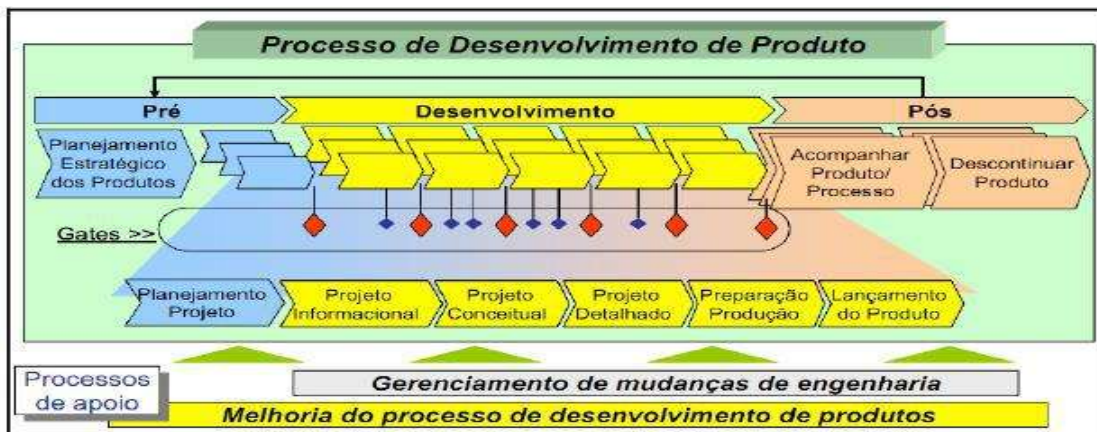 Processo de Desenvolvimento de Produto
Pré
Desenvolvimento
Pós
Planejamento
Estratégico
dos Produtos
Acompanhar
Produto/
Processo
Descontinuar
Produto
Gates >>
Planejamento
Projeto
Projeto
Informacional
Projeto
Conceitual
Projeto
Detalhado
Preparação
Produção
Lançamento
do Produto
Processos
de apoio
Gerenciamento de mudanças de engenharia
Melhoria do processo de desenvolvimento de produtos